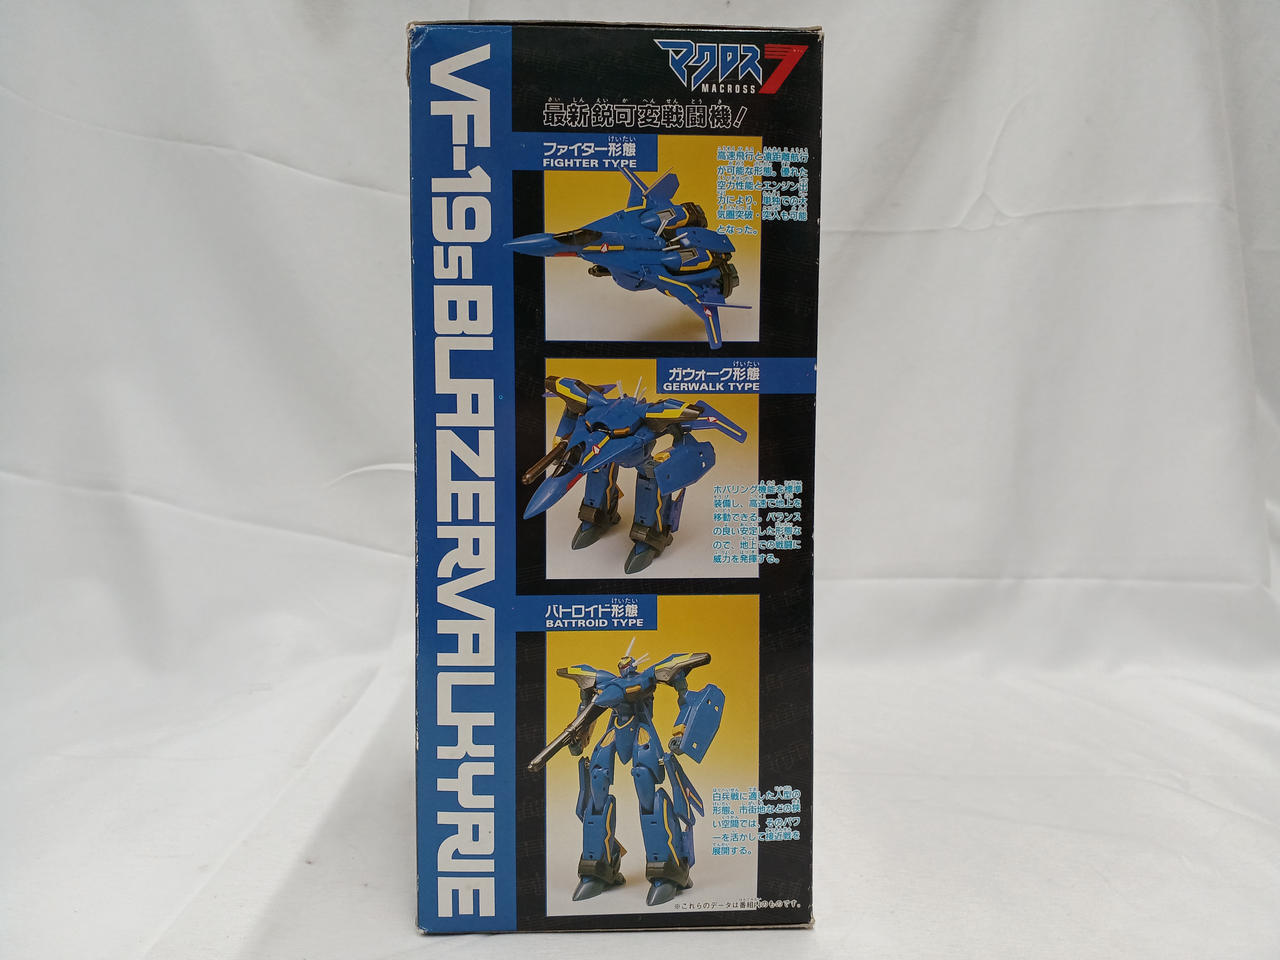 VF-19s BLAZERVALKYRIE
マクロス7
MACROSS
最新鋭可変戦闘機!
ファイター形態
FIGHTER TYPE
高速飛行と遠距離航行
が可能な形態。優れた
空力性能とエンジン出
力により、単独での大
気圏突破・突入も可能
となった。
ガウォーク形態
GERWALK TYPE
ホバリング機能を標準
装備し、高速で地上を
移動できる。バランス
の良い安定した形態な
ので、地上での戦闘に
威力を発揮する。
バトロイド形態
BATTROID TYPE
白兵戦に適した人型の
形態。市街地などの狭
い空間では、そのパワ
ーを活かして接近戦を
展開する。
※これらのデータは番組内のものです。